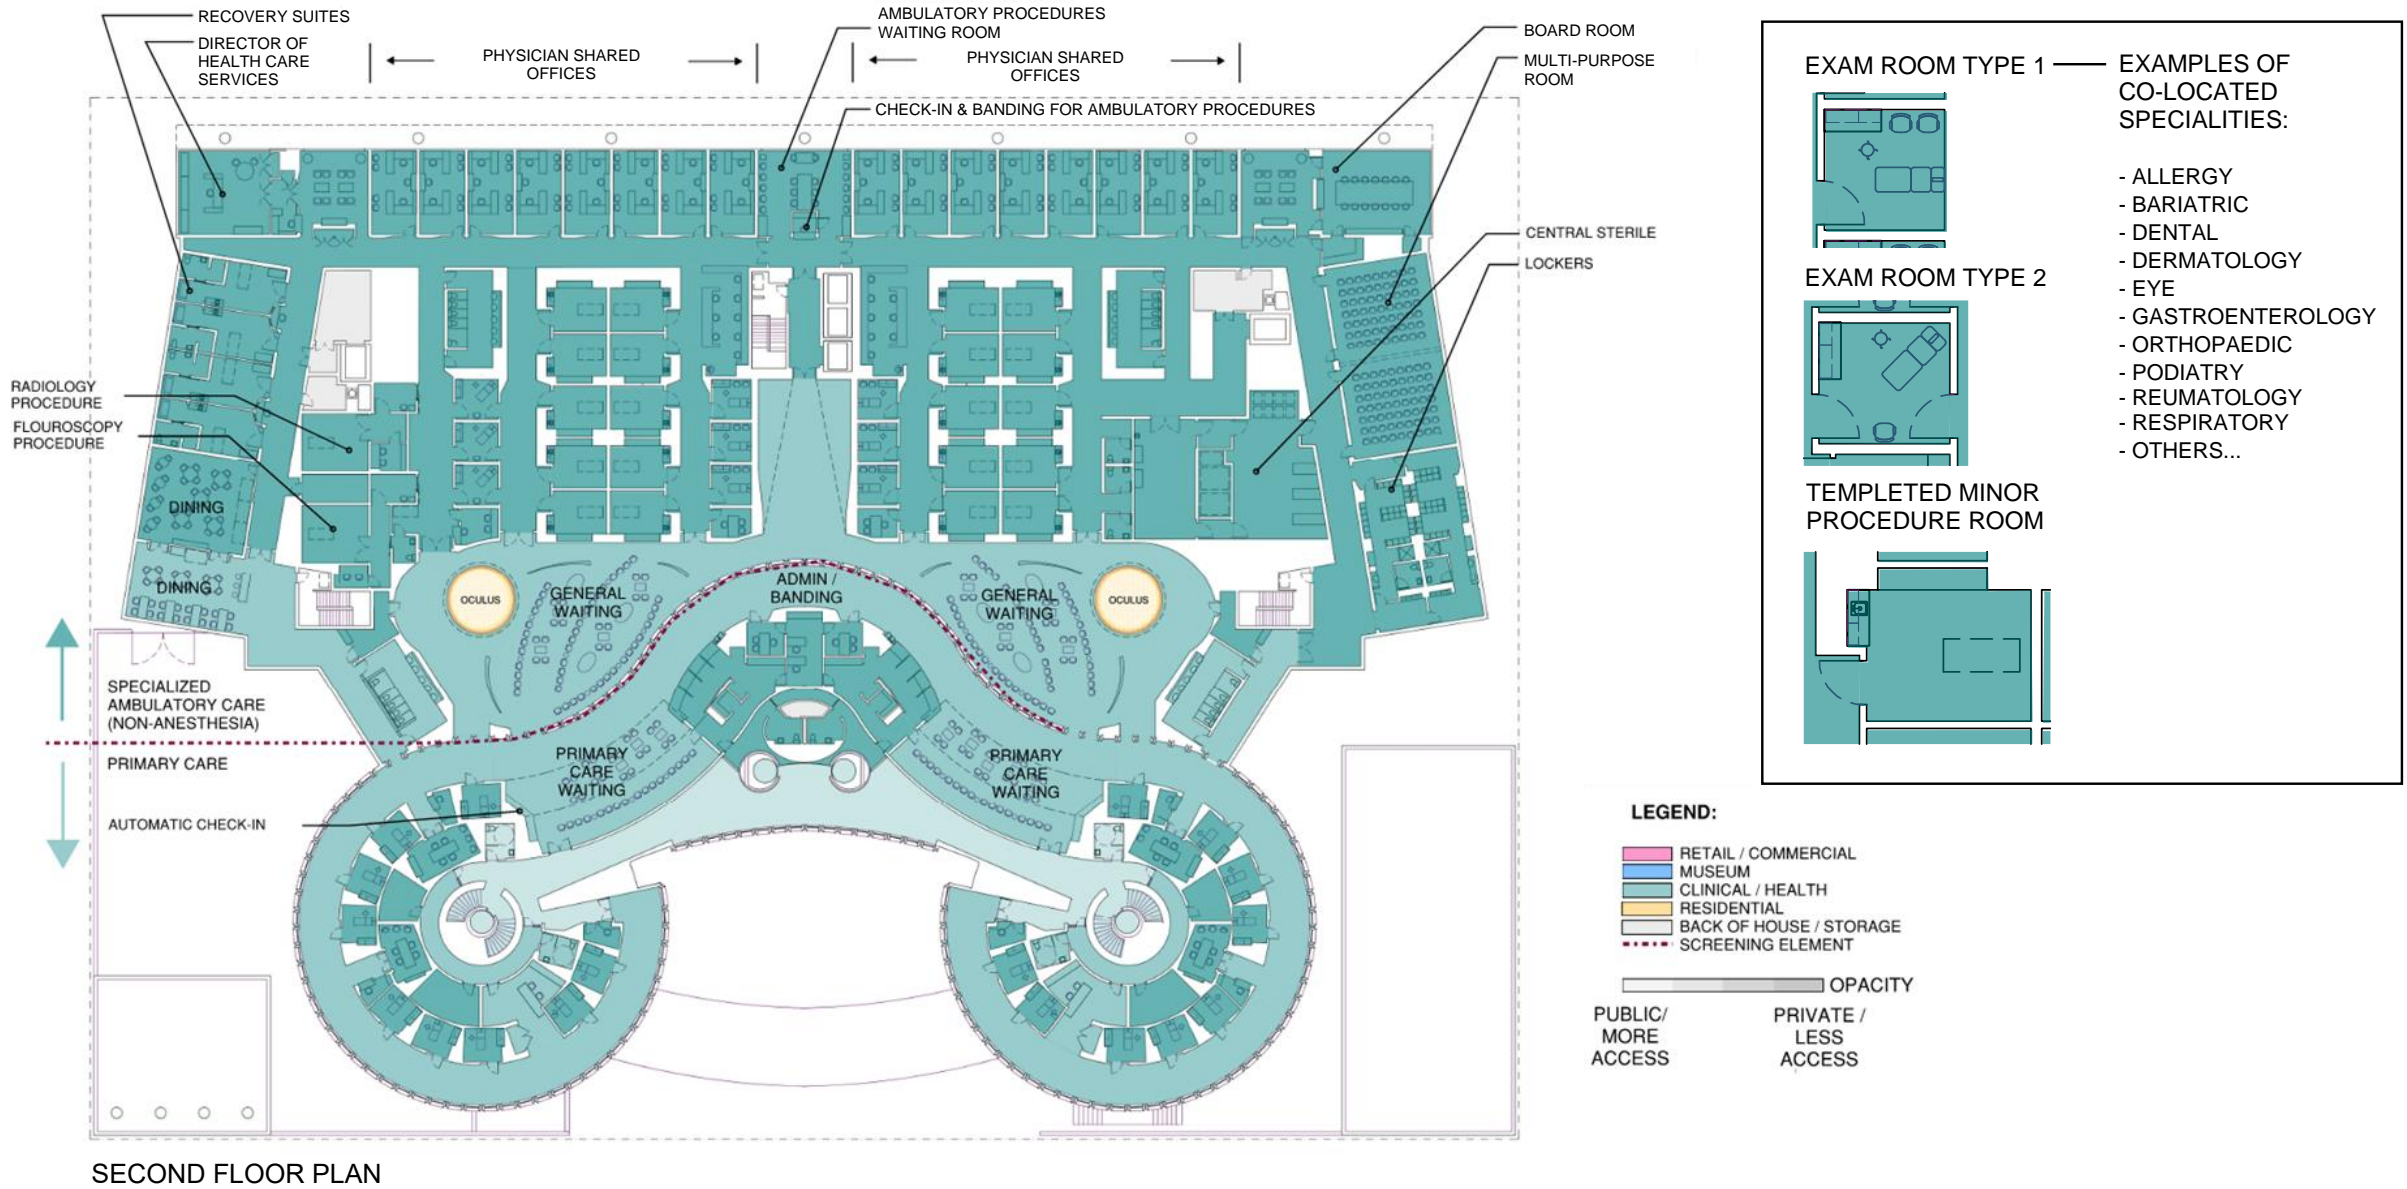 RECOVERY SUITES
DIRECTOR OF
HEALTH CARE
SERVICES
PHYSICIAN SHARED
OFFICES
AMBULATORY PROCEDURES
WAITING ROOM
PHYSICIAN SHARED
OFFICES
CHECK-IN & BANDING FOR AMBULATORY PROCEDURES
BOARD ROOM
MULTI-PURPOSE
ROOM
CENTRAL STERILE
LOCKERS
RADIOLOGY
PROCEDURE
FLOUROSCOPY
PROCEDURE
DINING
DINING
OCULUS
GENERAL
WAITING
ADMIN /
BANDING
GENERAL
WAITING
OCULUS
SPECIALIZED
AMBULATORY CARE
(NON-ANESTHESIA)
PRIMARY CARE
PRIMARY
CARE
WAITING
PRIMARY
CARE
WAITING
AUTOMATIC CHECK-IN
SECOND FLOOR PLAN
EXAM ROOM TYPE 1
EXAMPLES OF
CO-LOCATED
SPECIALITIES:
- ALLERGY
- BARIATRIC
- DENTAL
- DERMATOLOGY
- EYE
- GASTROENTEROLOGY
- ORTHOPAEDIC
- PODIATRY
- REUMATOLOGY
- RESPIRATORY
- OTHERS...
EXAM ROOM TYPE 2
TEMPLETED MINOR
PROCEDURE ROOM
LEGEND:
RETAIL / COMMERCIAL
MUSEUM
CLINICAL / HEALTH
RESIDENTIAL
BACK OF HOUSE / STORAGE
SCREENING ELEMENT
OPACITY
PUBLIC/
MORE
ACCESS
PRIVATE /
LESS
ACCESS